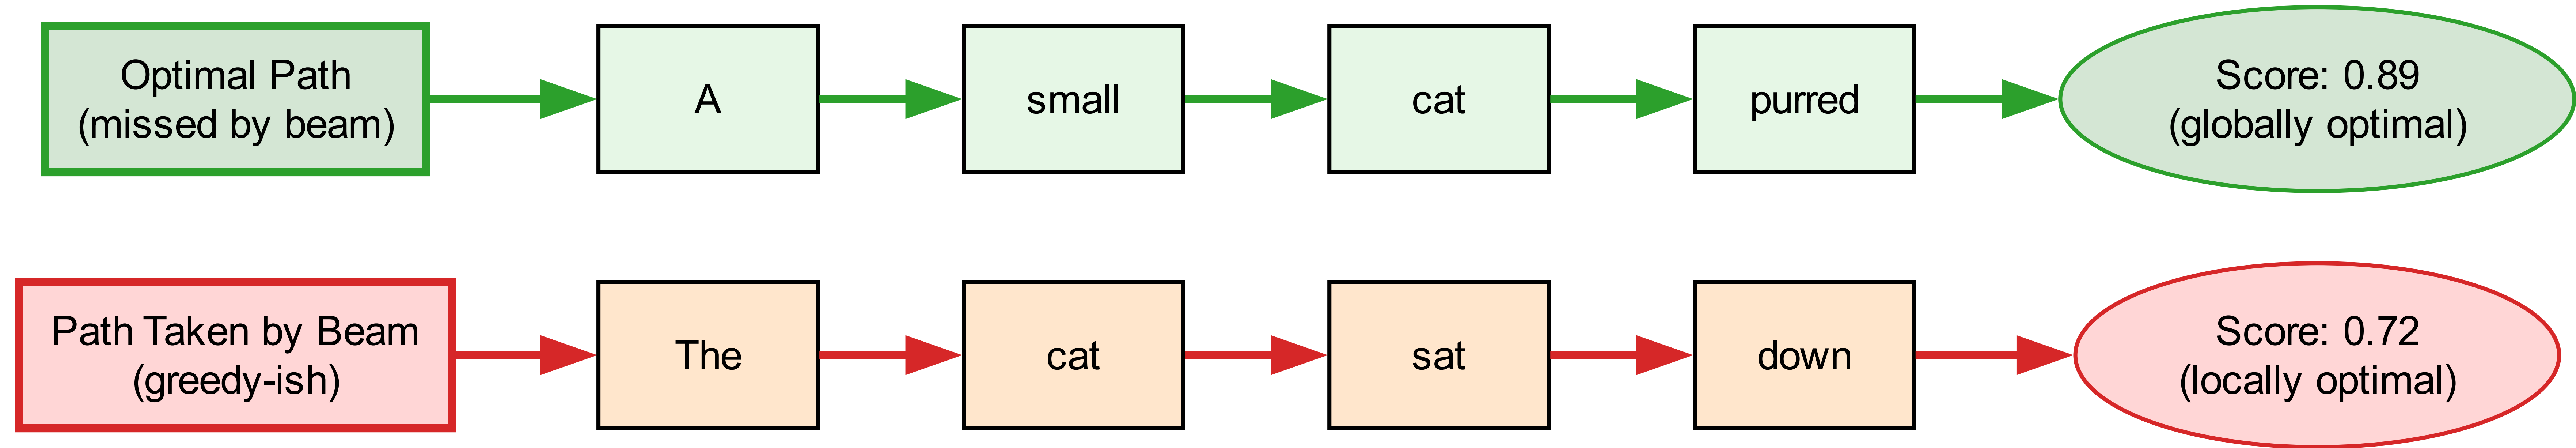 Optimal Path
(missed by beam)
A
small
cat
purred
Score: 0.89
(globally optimal)
Path Taken by Beam
(greedy-ish)
The
cat
sat
down
Score: 0.72
(locally optimal)